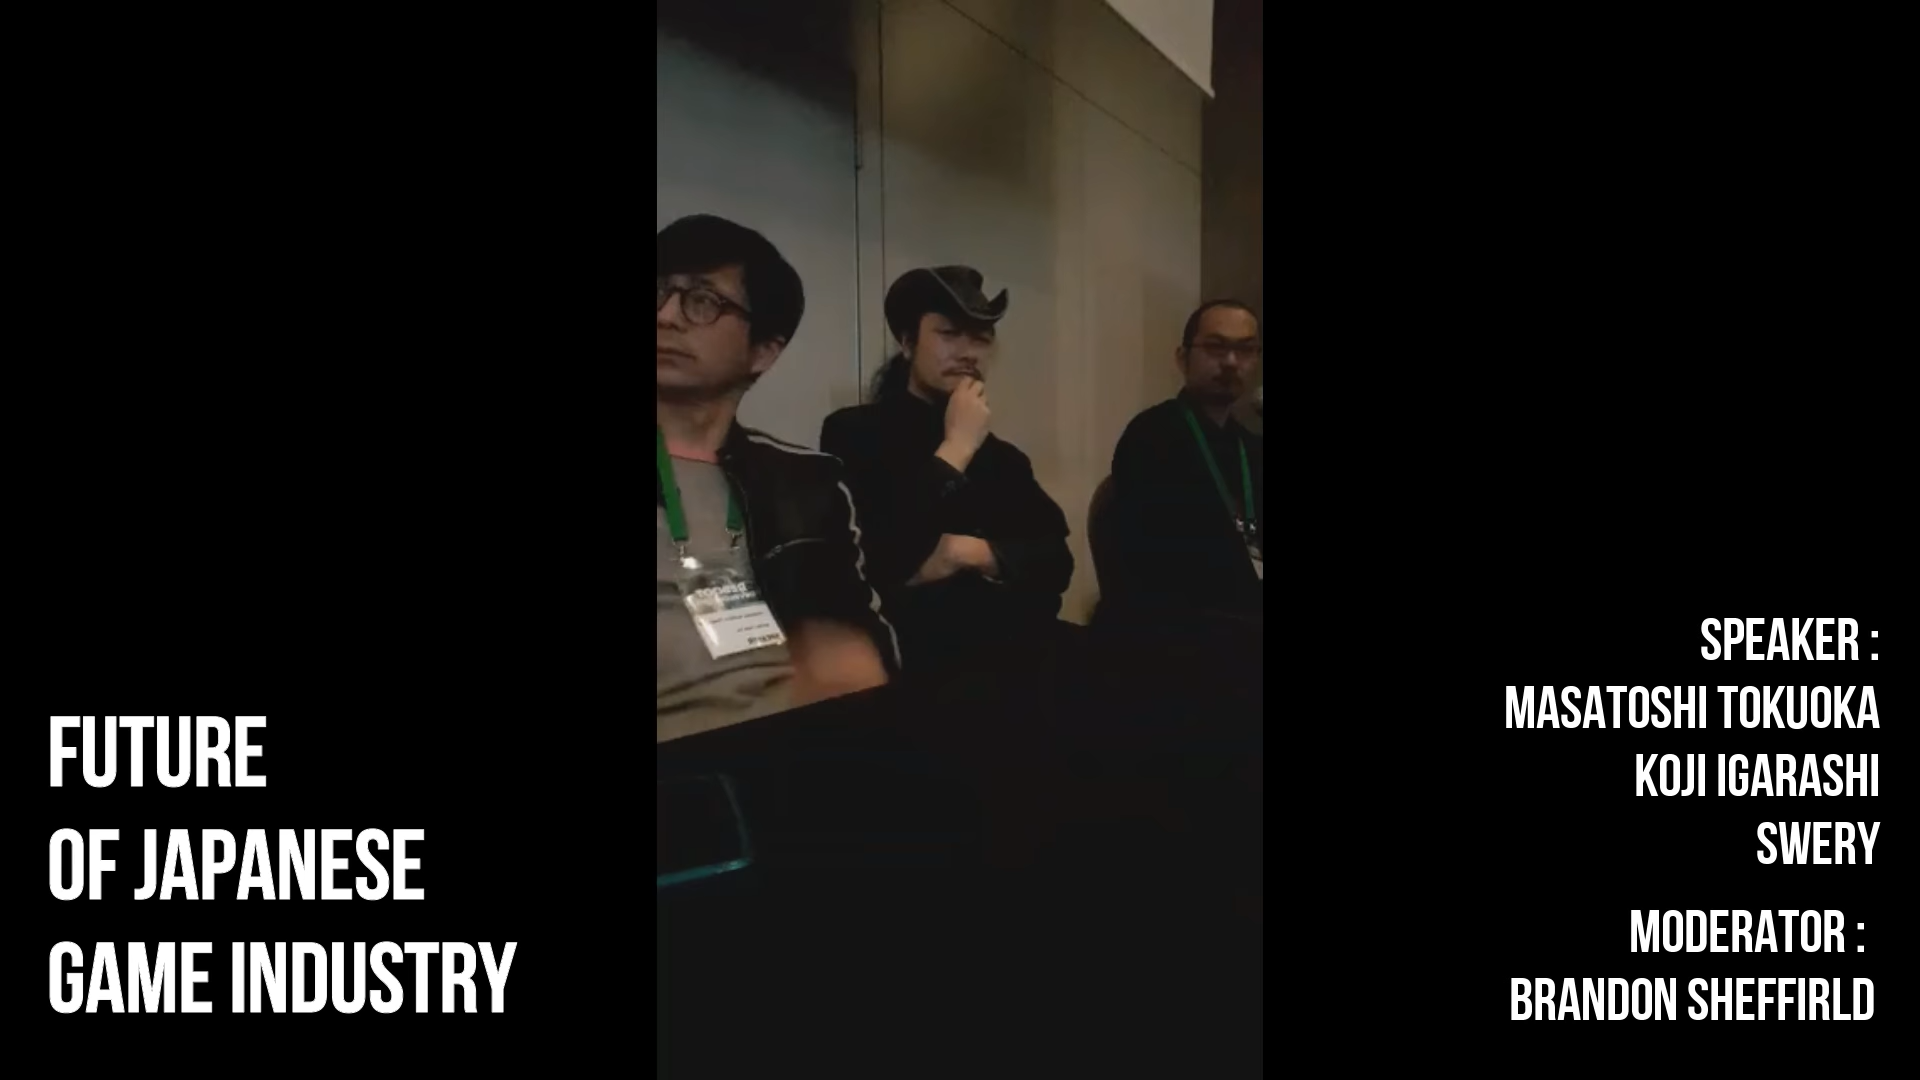 FUTURE
OF JAPANESE
GAME INDUSTRY
SPEAKER :
MASATOSHI TOKUOKA
KOJI IGARASHI
SWERY
MODERATOR :
BRANDON SHEFFIRLD